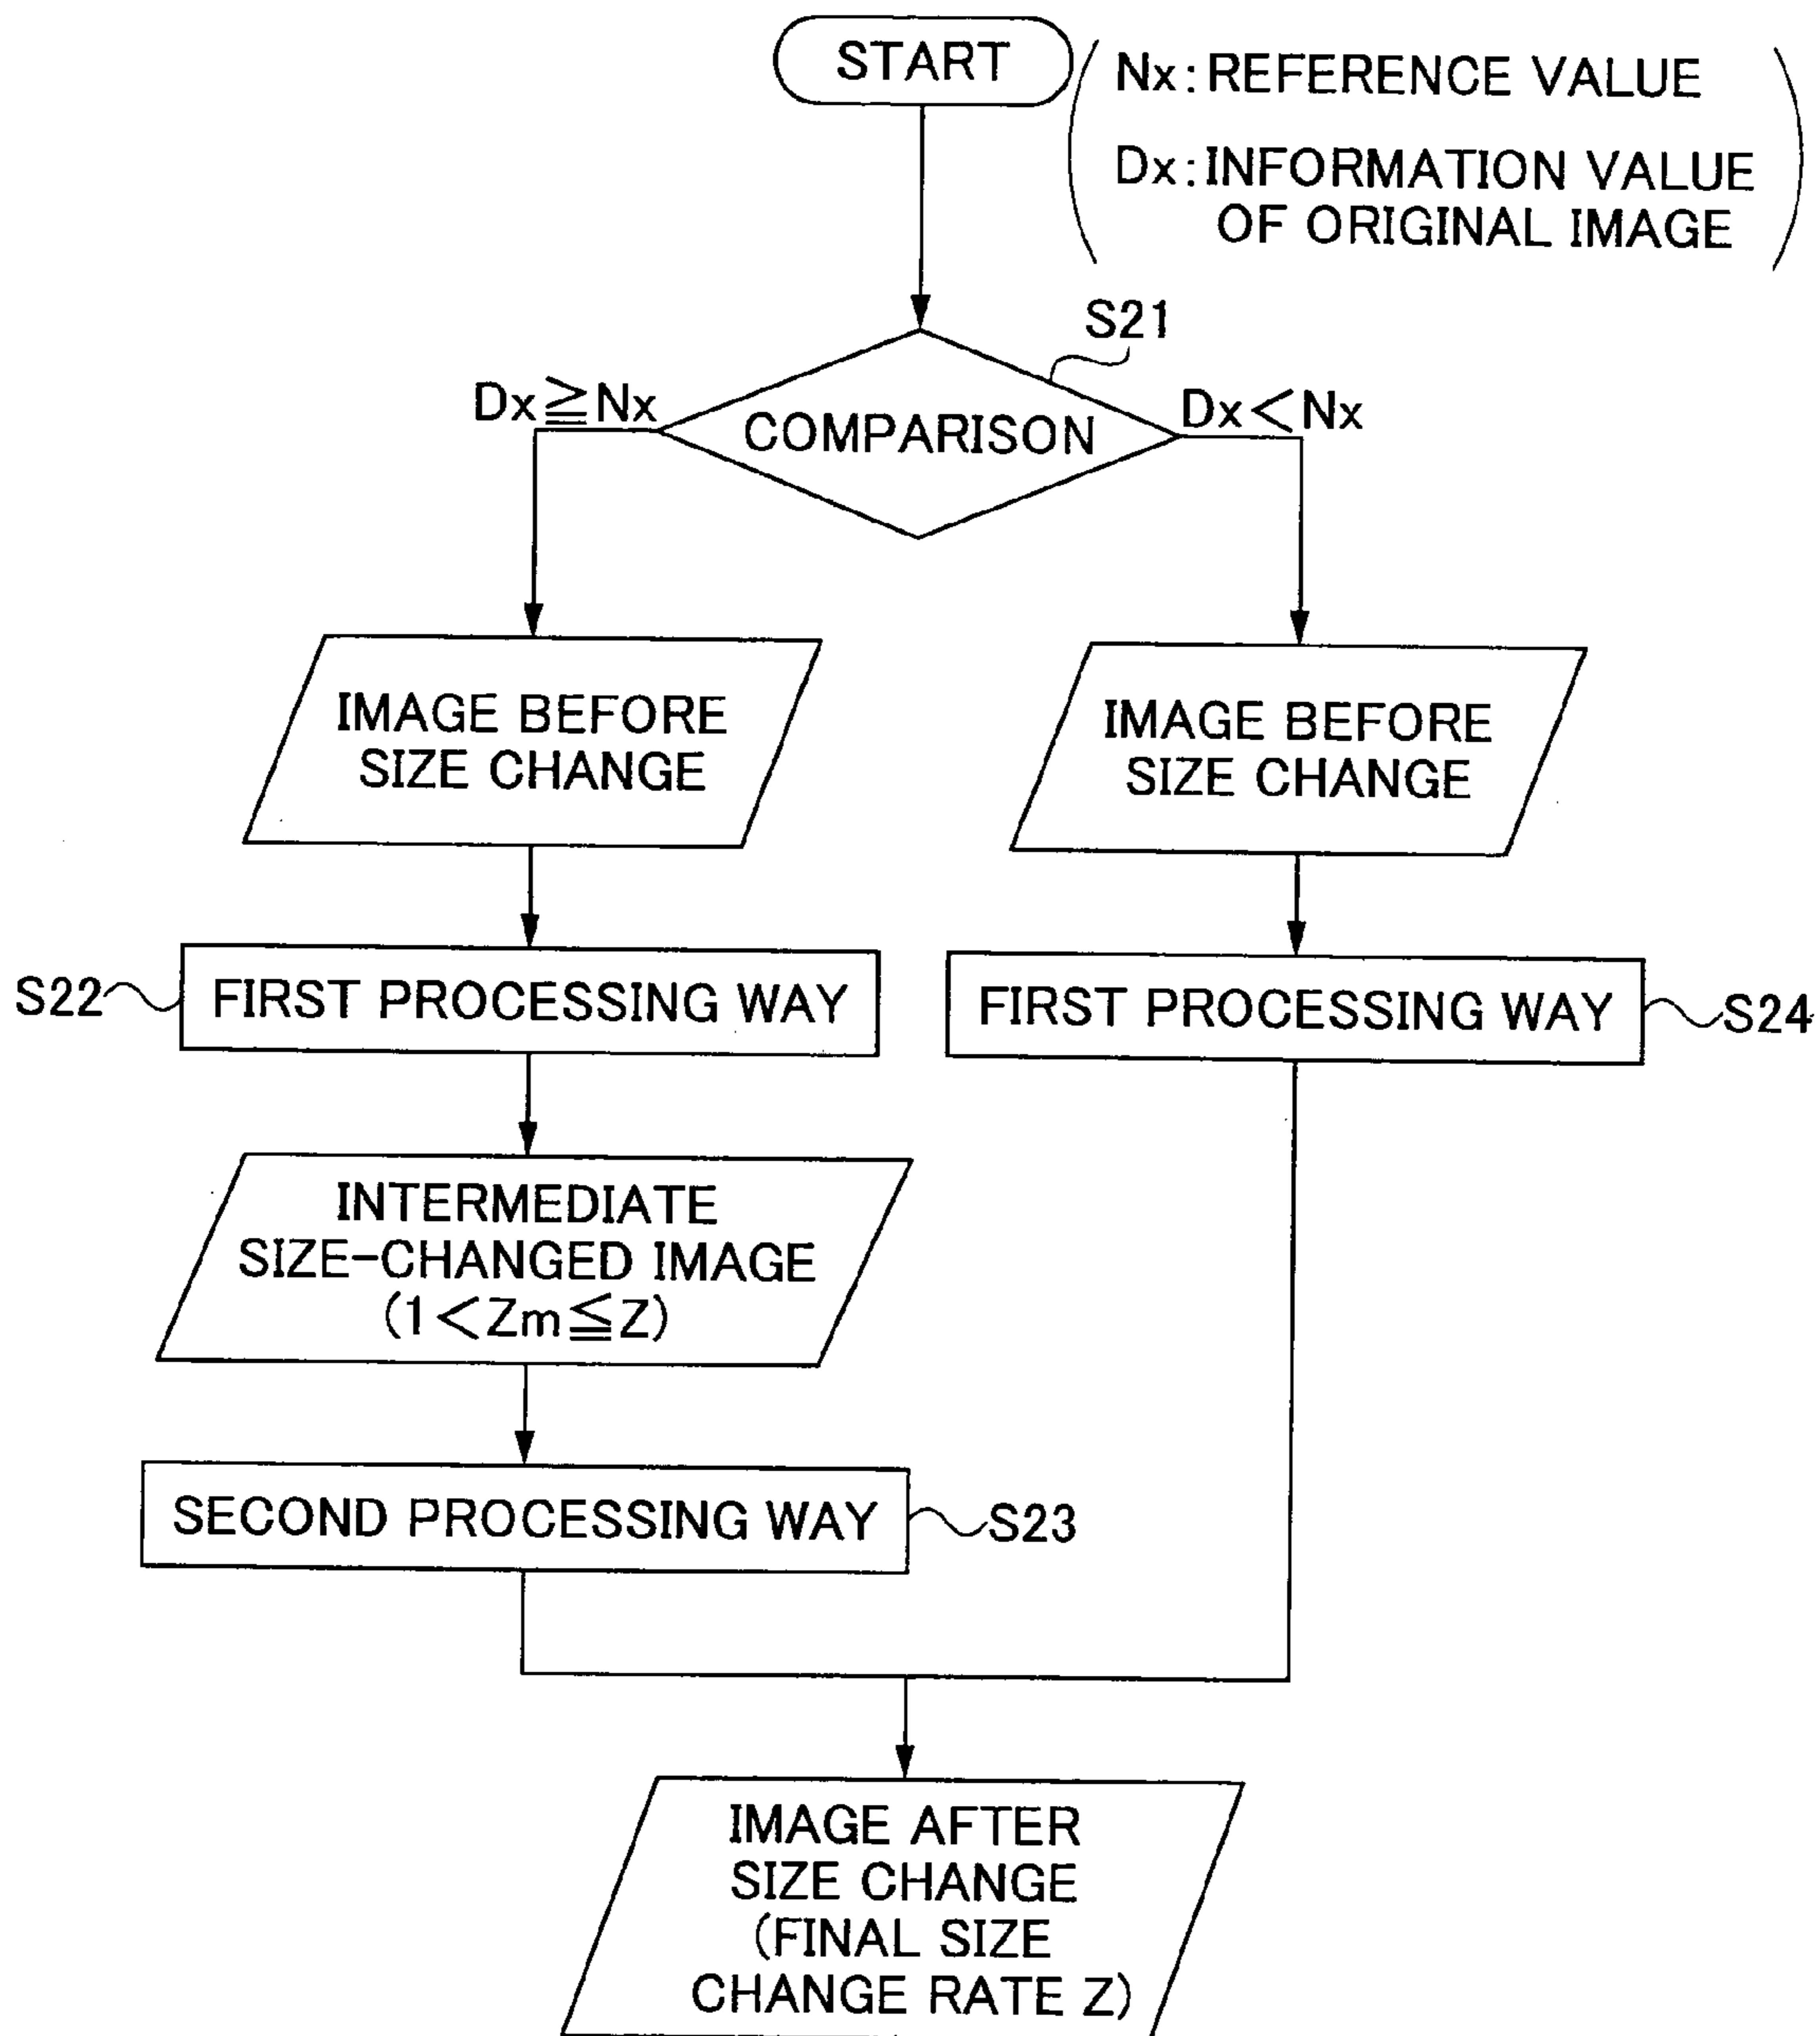 START
Nx:REFERENCE VALUE
Dx:INFORMATION VALUE
OF ORIGINAL IMAGE
S21
Dx≧Nx
COMPARISON
Dx<Nx
IMAGE BEFORE
SIZE CHANGE
IMAGE BEFORE
SIZE CHANGE
S22
FIRST PROCESSING WAY
FIRST PROCESSING WAY
S24
INTERMEDIATE
SIZE-CHANGED IMAGE
(1<Zm≦Z)
SECOND PROCESSING WAY
S23
IMAGE AFTER
SIZE CHANGE
(FINAL SIZE
CHANGE RATE Z)